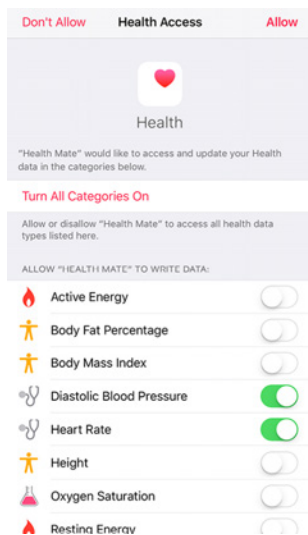 Don't Allow Health Access Allow
Health
"Health Mate" would like to access and update your Health
data in the categories below.
Turn All Categories On
Allow or disallow "Health Mate" to access all health data
types listed here.
ALLOW "HEALTH MATE" TO WRITE DATA:
Active Energy
Body Fat Percentage
Body Mass Index
Diastolic Blood Pressure
Heart Rate
Height
Oxygen Saturation
Resting Energy